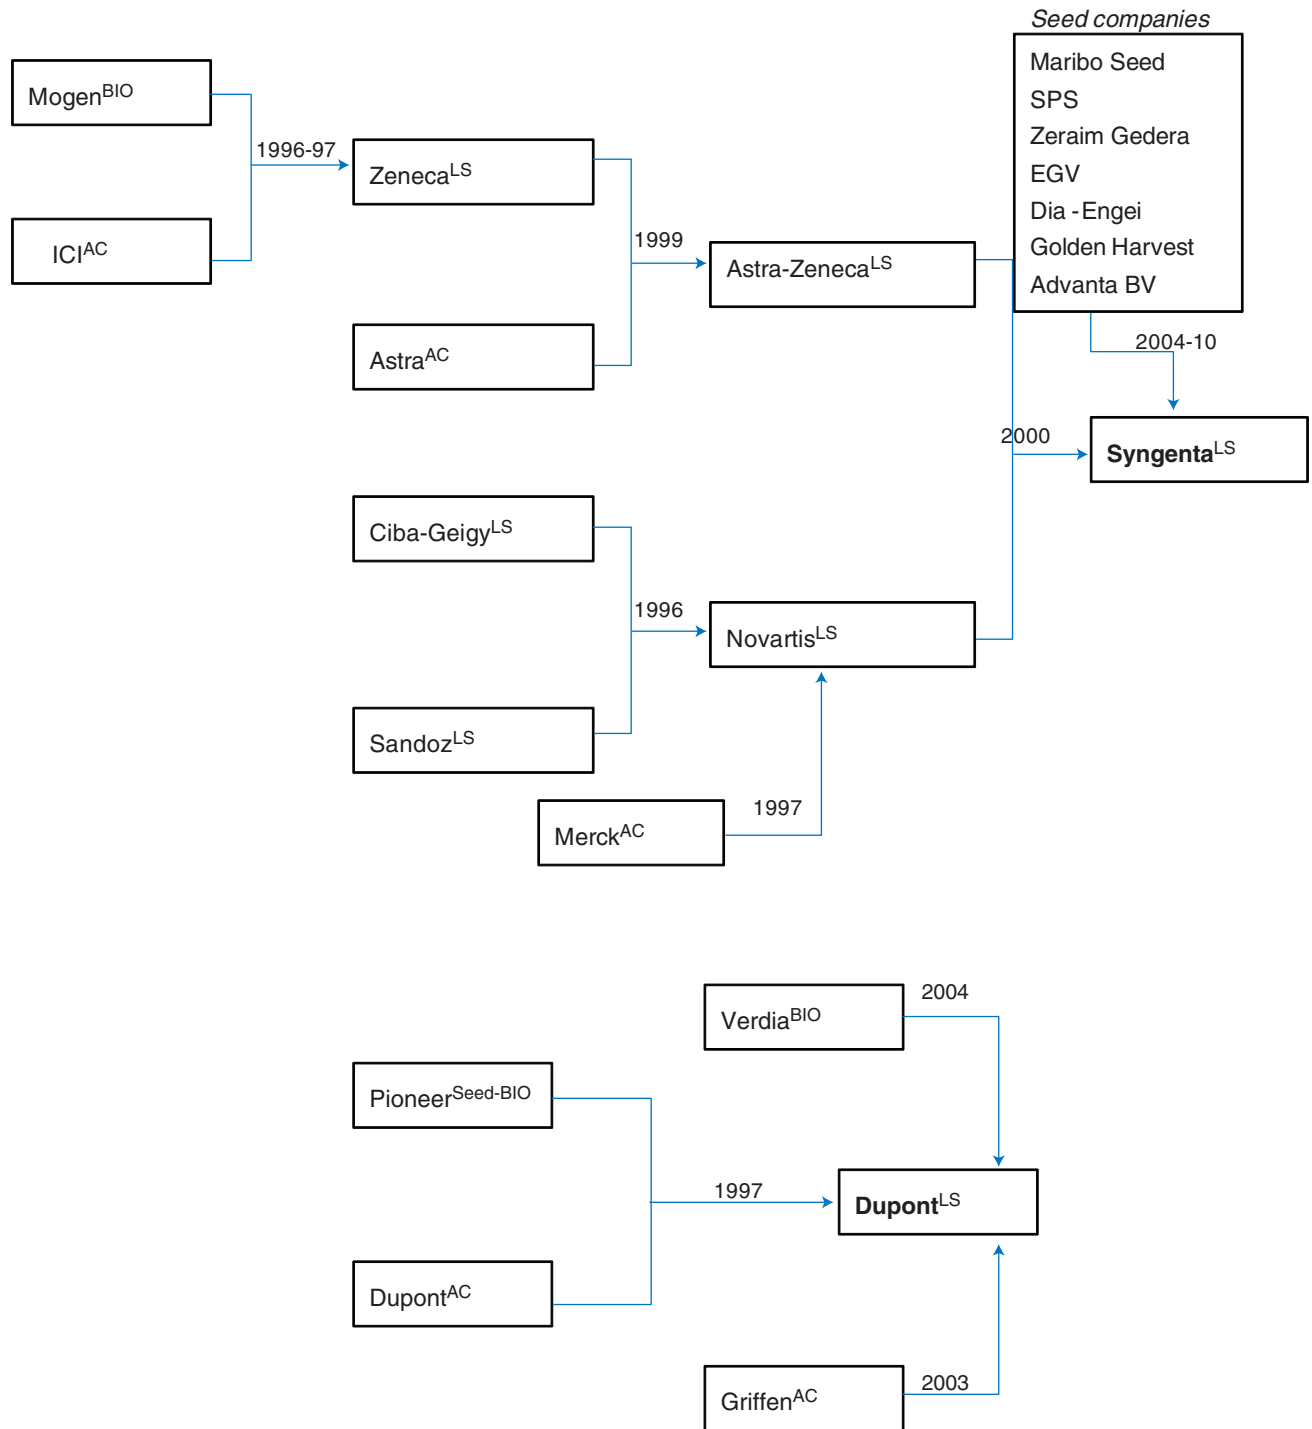 Seed companies
Maribo Seed
SPS
Zeraim Gedera
EGV
Dia -Engei
Golden Harvest
Advanta BV
MogenBIO
1996-97
ICIAC
ZenecaLS
1999
AstraAC
Astra-ZenecaLS
2004-10
2000
SyngentaLS
Ciba-GeigyLS
1996
NovartisLS
SandozLS
MerckAC
1997
VerdiaBIO
2004
PioneerSeed-BIO
1997
DupontLS
DupontAC
GriffenAC
2003